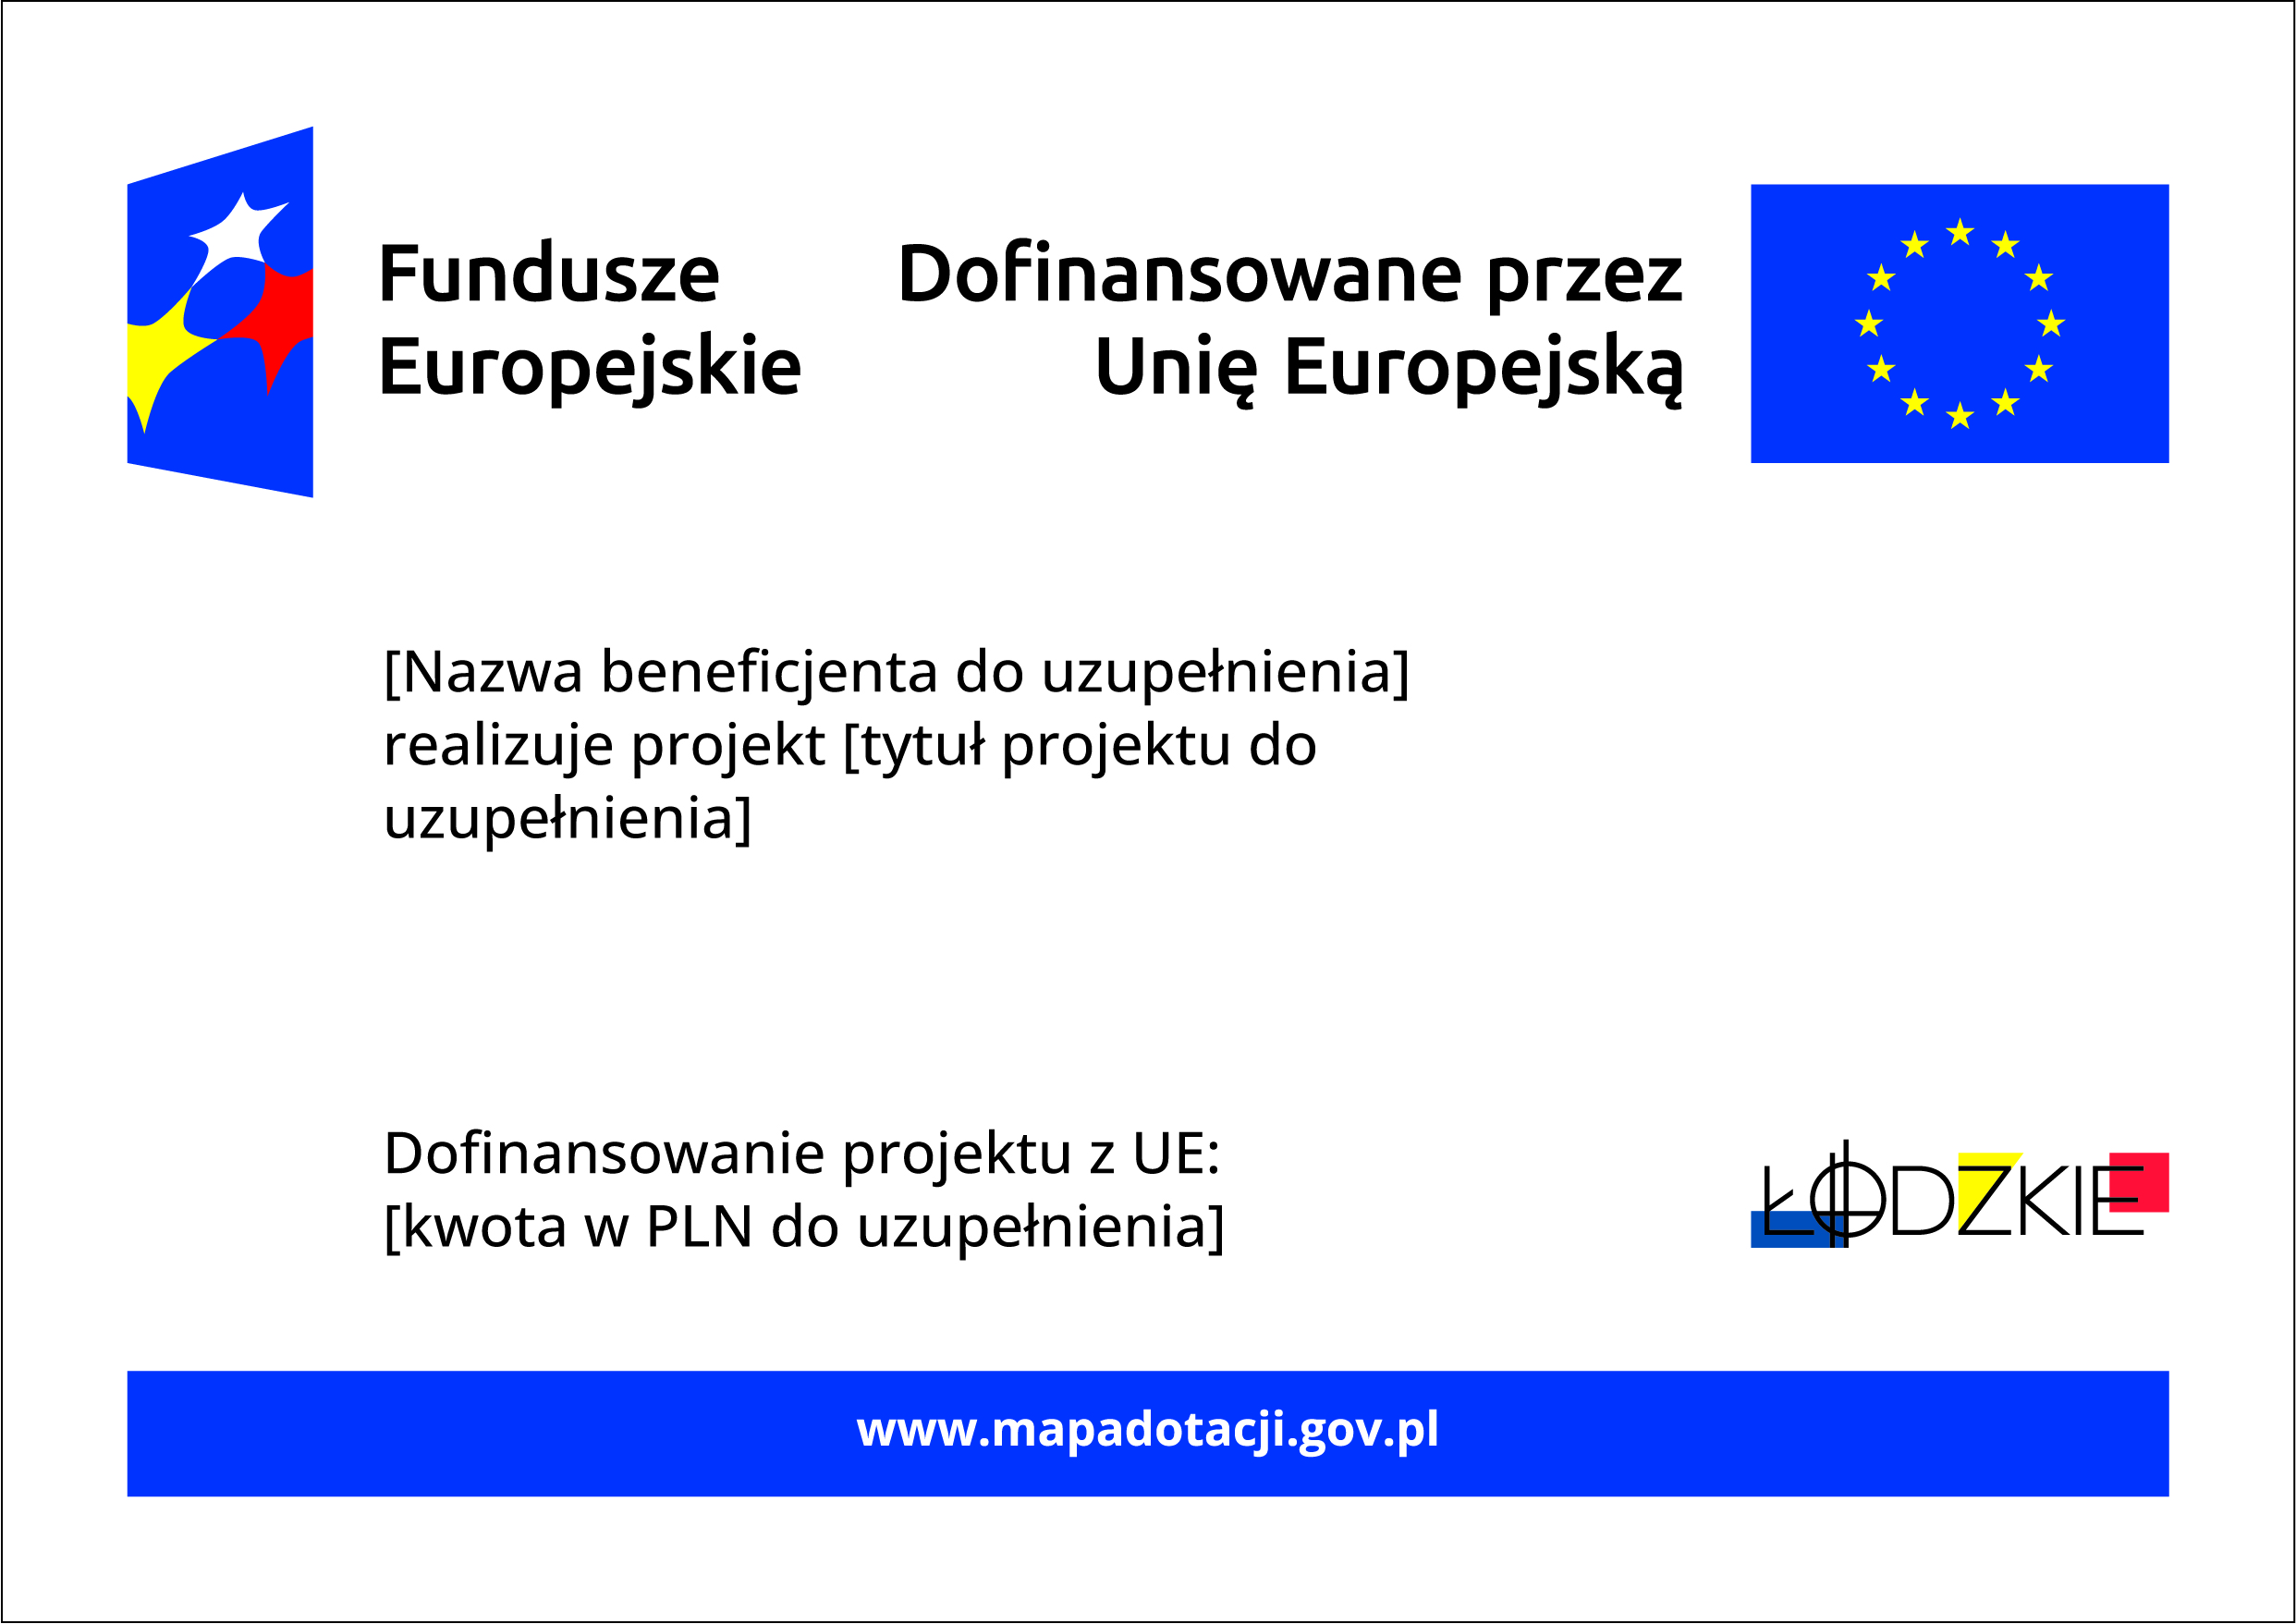 Fundusze
Europejskie
Dofinansowane przez
Unię Europejska
[Nazwa beneficjenta do uzupełnienia]
realizuje projekt [tytuł projektu do
uzupełnienia]
Dofinansowanie projektu z UE:
[kwota w PLN do uzupełnienia]
ŁÓDZKIE
www.mapadotacji.gov.pl